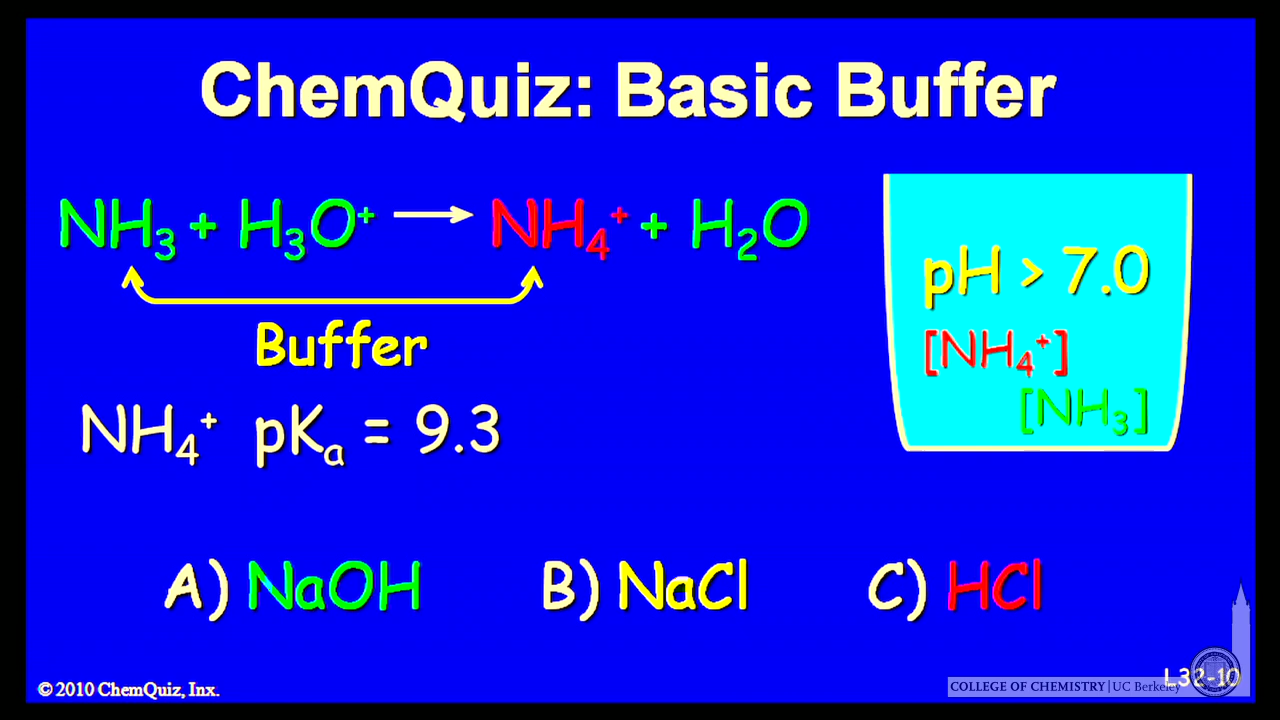 ChemQuiz: Basic Buffer
NH₃ + H₃O⁺ → NH₄⁺ + H₂O
Buffer
NH₄⁺ pKₐ = 9.3
pH > 7.0
[NH₄⁺]
[NH₃]
A) NaOH B) NaCl C) HCl
© 2010 ChemQuiz, Inx.
L32-10
COLLEGE OF CHEMISTRY | UC Berkeley